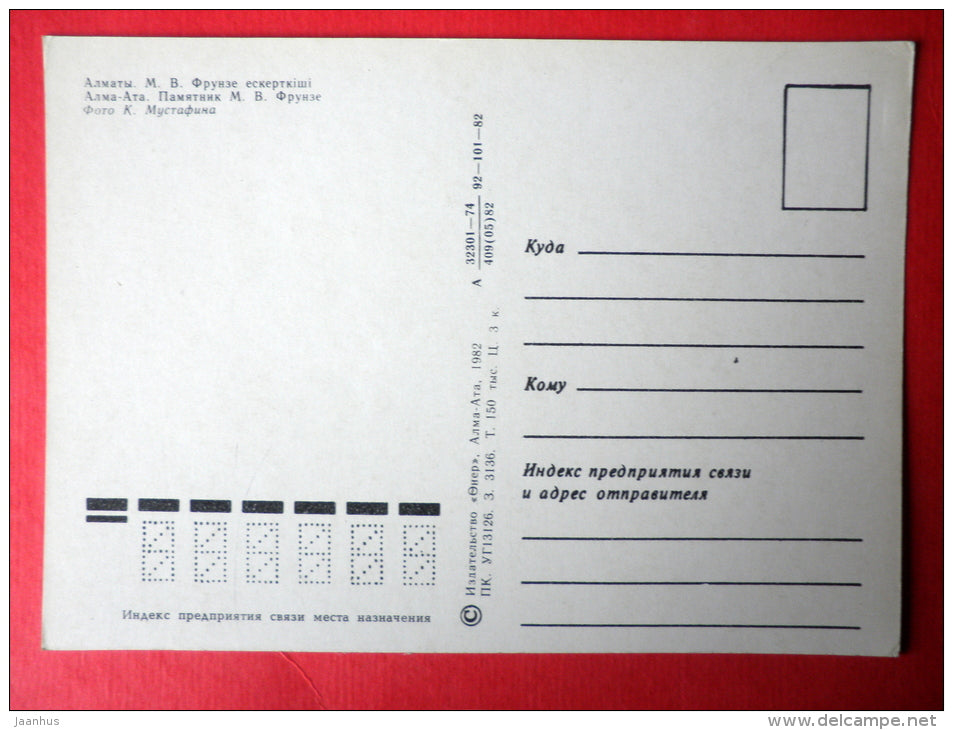 Алматы. М. В. Фрунзе ескерткіші
Алма-Ата. Памятник М. В. Фрунзе
Фото К. Мустафина
Индекс предприятия связи места назначения
© Издательство «Өнер», Алма-Ата, 1982
ПК. УГ13126. З. 3136. Т. 150 тыс. Ц. 3 к.
А 32301—74 92—101—82
409(05)82
Куда
Кому
Индекс предприятия связи
и адрес отправителя
jaanhus
delcampe.net